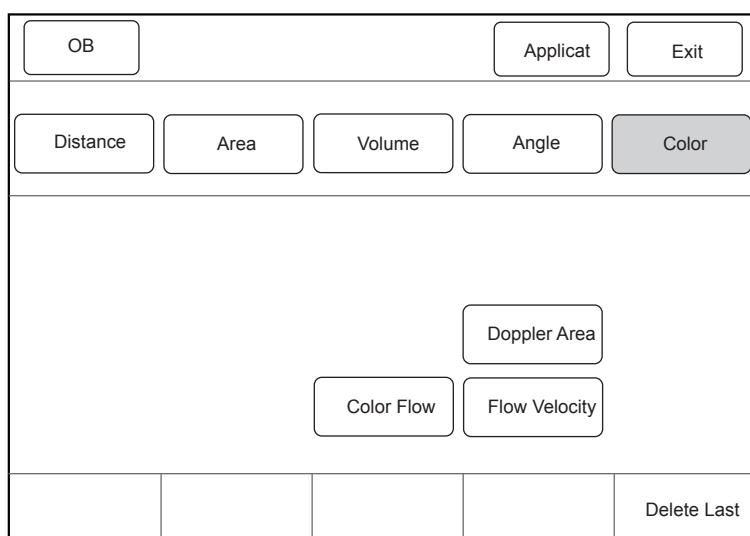 OB
Applicat
Exit
Distance
Area
Volume
Angle
Color
Doppler Area
Color Flow
Flow Velocity
Delete Last